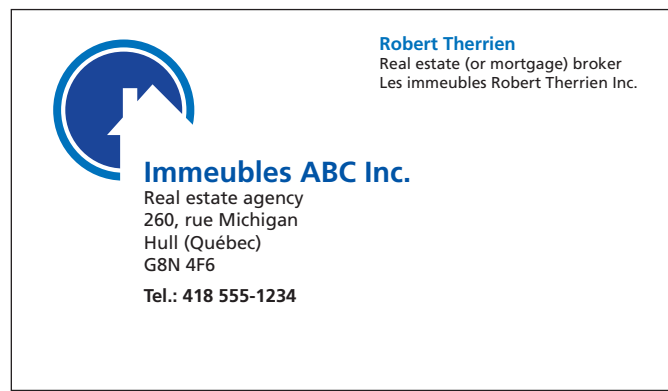 Robert Therrien
Real estate (or mortgage) broker
Les immeubles Robert Therrien Inc.
Immeubles ABC Inc.
Real estate agency
260, rue Michigan
Hull (Québec)
G8N 4F6
Tel.: 418 555-1234